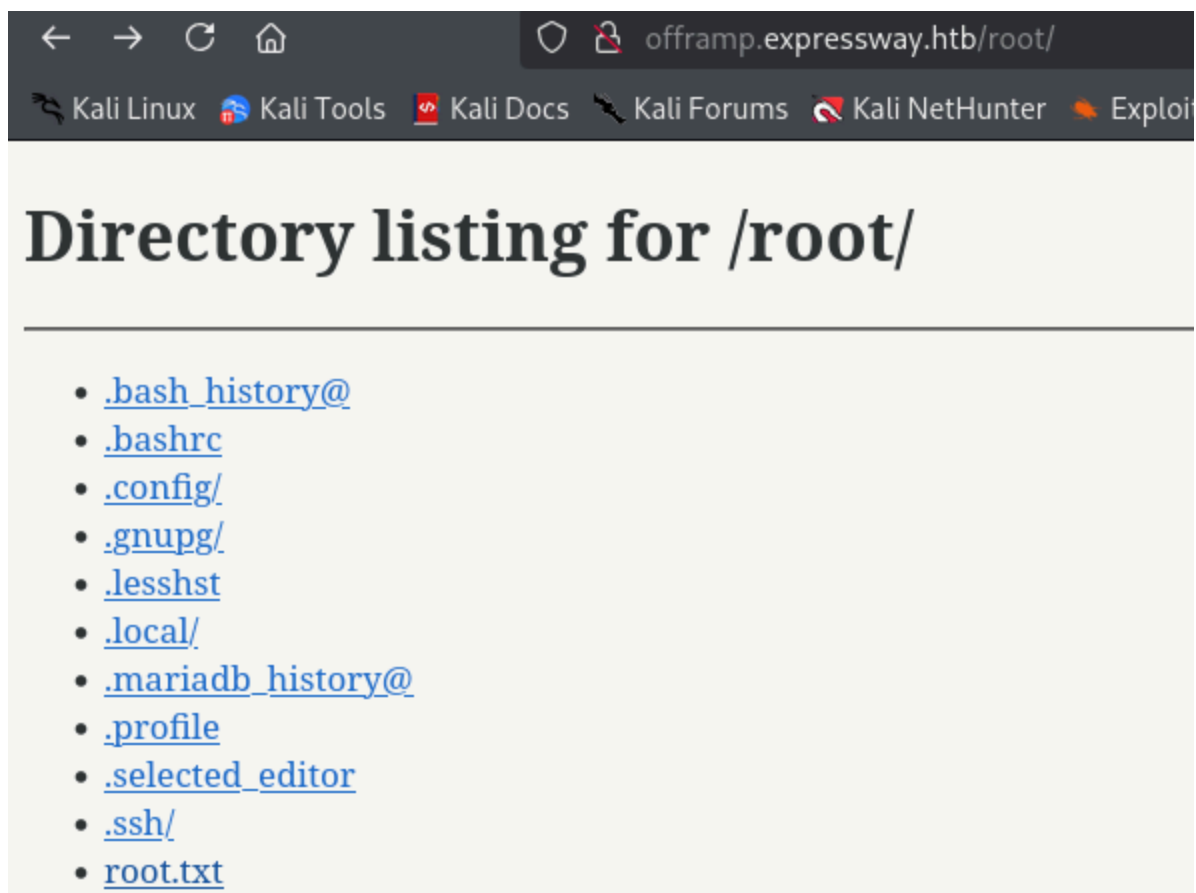 offramp.expressway.htb/root/
Kali Linux Kali Tools Kali Docs Kali Forums Kali NetHunter Exploit
Directory listing for /root/
.bash_history@
.bashrc
.config/
.gnupg/
.lesshst
.local/
.mariadb_history@
.profile
.selected_editor
.ssh/
root.txt